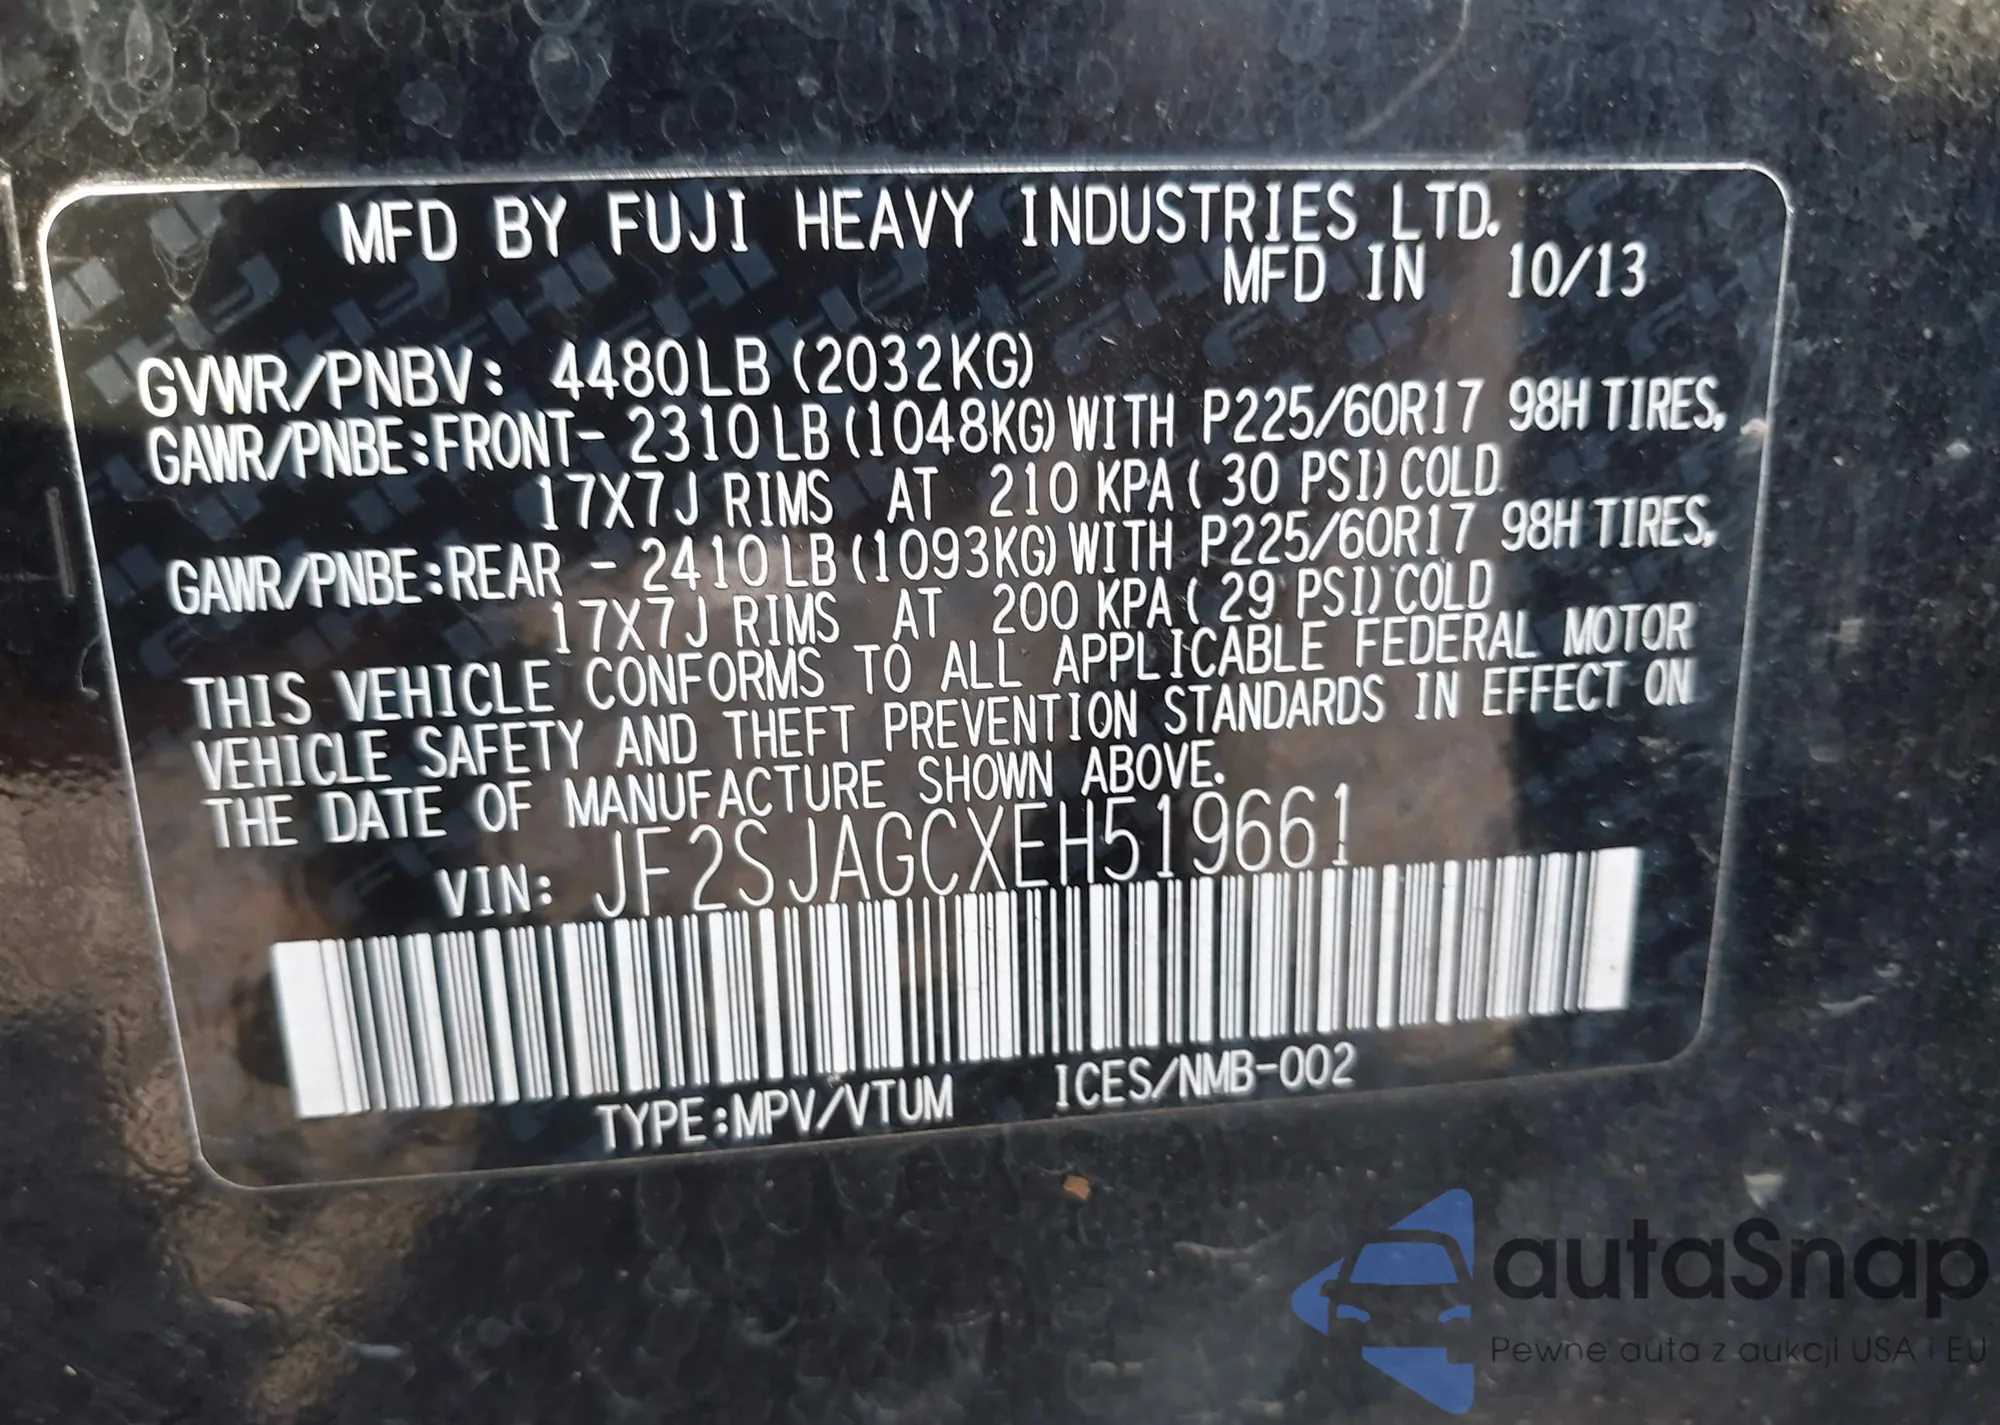 MFD BY FUJI HEAVY INDUSTRIES LTD.
MFD IN 10/13
GVWR/PNBV: 4480LB (2032KG)
GAWR/PNBE:FRONT- 2310LB(1048KG)WITH P225/60R17 98H TIRES,
17X7J RIMS AT 210 KPA( 30 PSI)COLD
GAWR/PNBE:REAR - 2410LB(1093KG)WITH P225/60R17 98H TIRES,
17X7J RIMS AT 200 KPA( 29 PSI)COLD
THIS VEHICLE CONFORMS TO ALL APPLICABLE FEDERAL MOTOR
VEHICLE SAFETY AND THEFT PREVENTION STANDARDS IN EFFECT ON
THE DATE OF MANUFACTURE SHOWN ABOVE.
VIN: JF2SJAGCXEH519661
TYPE:MPV/VTUM ICES/NMB-002
autaSnap
Pewne auta z aukcji USA i EU